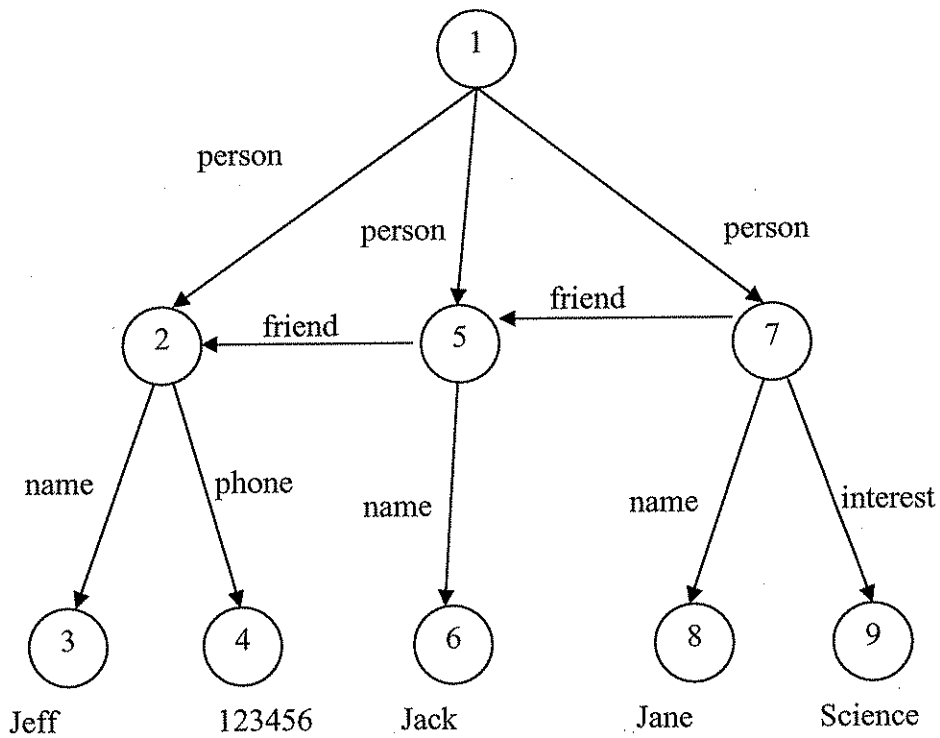 1
person
person
person
friend
friend
2
5
7
name
phone
name
name
interest
3
4
6
8
9
Jeff
123456
Jack
Jane
Science